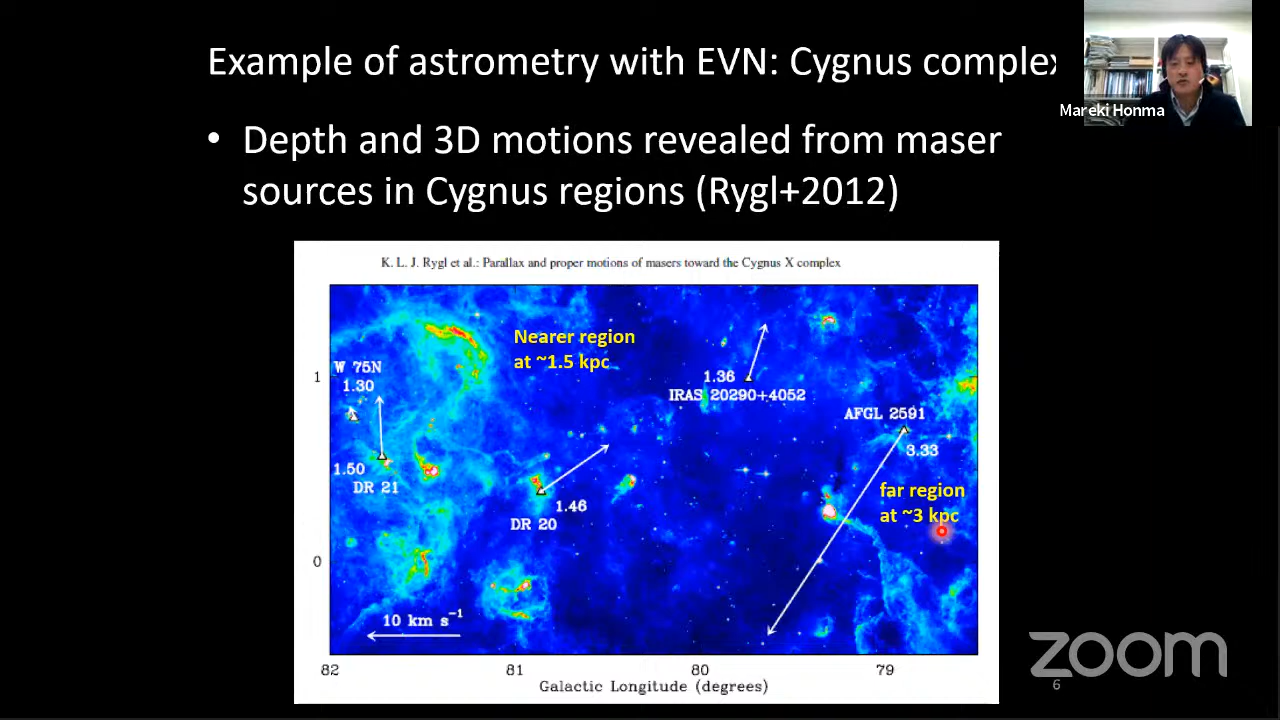 Example of astrometry with EVN: Cygnus complex
Mareki Honma
• Depth and 3D motions revealed from maser
sources in Cygnus regions (Rygl+2012)
K. L. J. Rygl et al.: Parallax and proper motions of masers toward the Cygnus X complex
Nearer region
at ~1.5 kpc
W 75N
1.30
1
1.36
IRAS 20290+4052
AFGL 2591
3.33
1.50
DR 21
far region
at ~3 kpc
1.46
DR 20
0
10 km s⁻¹
82
81
80
79
Galactic Longitude (degrees)
zoom
6